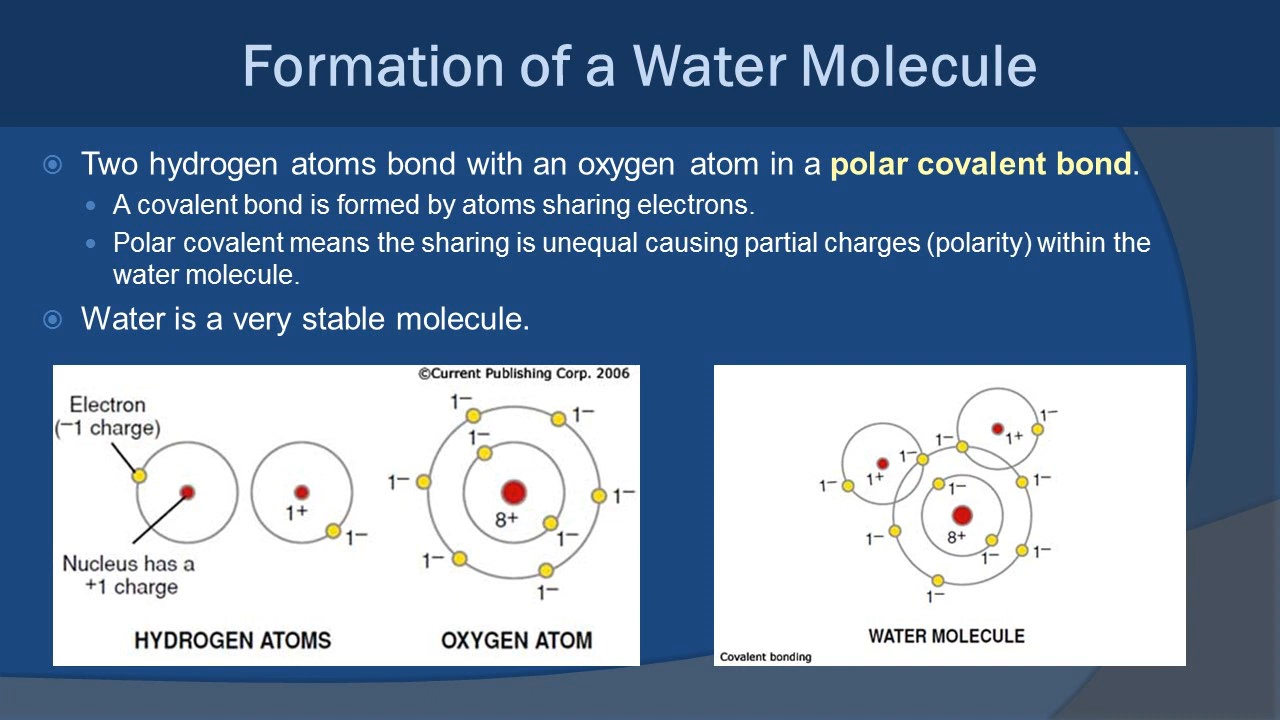 Formation of a Water Molecule
Two hydrogen atoms bond with an oxygen atom in a polar covalent bond.
A covalent bond is formed by atoms sharing electrons.
Polar covalent means the sharing is unequal causing partial charges (polarity) within the
water molecule.
Water is a very stable molecule.
©Current Publishing Corp. 2006
Electron
(−1 charge)
1+
1−
Nucleus has a
+1 charge
HYDROGEN ATOMS
1−
1−
1−
1−
1−
8+
1−
1−
1−
OXYGEN ATOM
1−
1+
1−
1−
1+
1−
1−
1−
1−
8+
1−
1−
1−
WATER MOLECULE
Covalent bonding